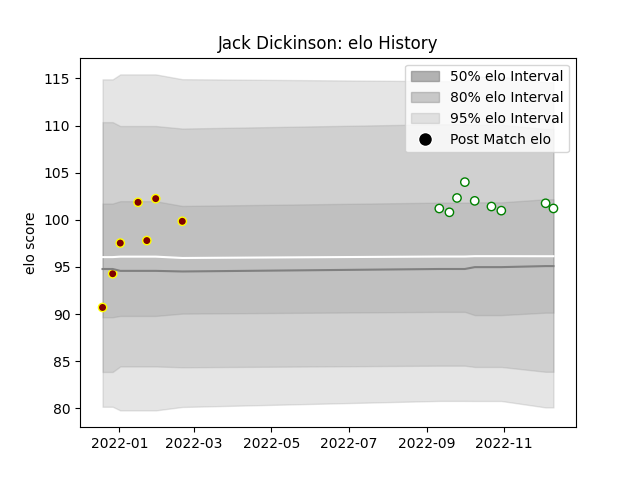 Jack Dickinson: elo History
50% elo Interval
80% elo Interval
95% elo Interval
Post Match elo
elo score
115
110
105
100
95
90
85
80
2022-01
2022-03
2022-05
2022-07
2022-09
2022-11